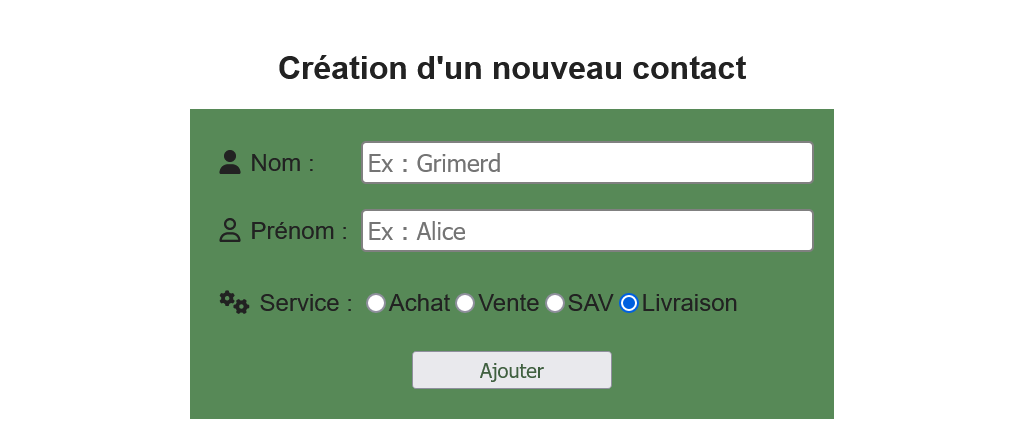 Création d'un nouveau contact
Nom : Ex : Grimerd
Prénom : Ex : Alice
Service : Achat Vente SAV Livraison
Ajouter